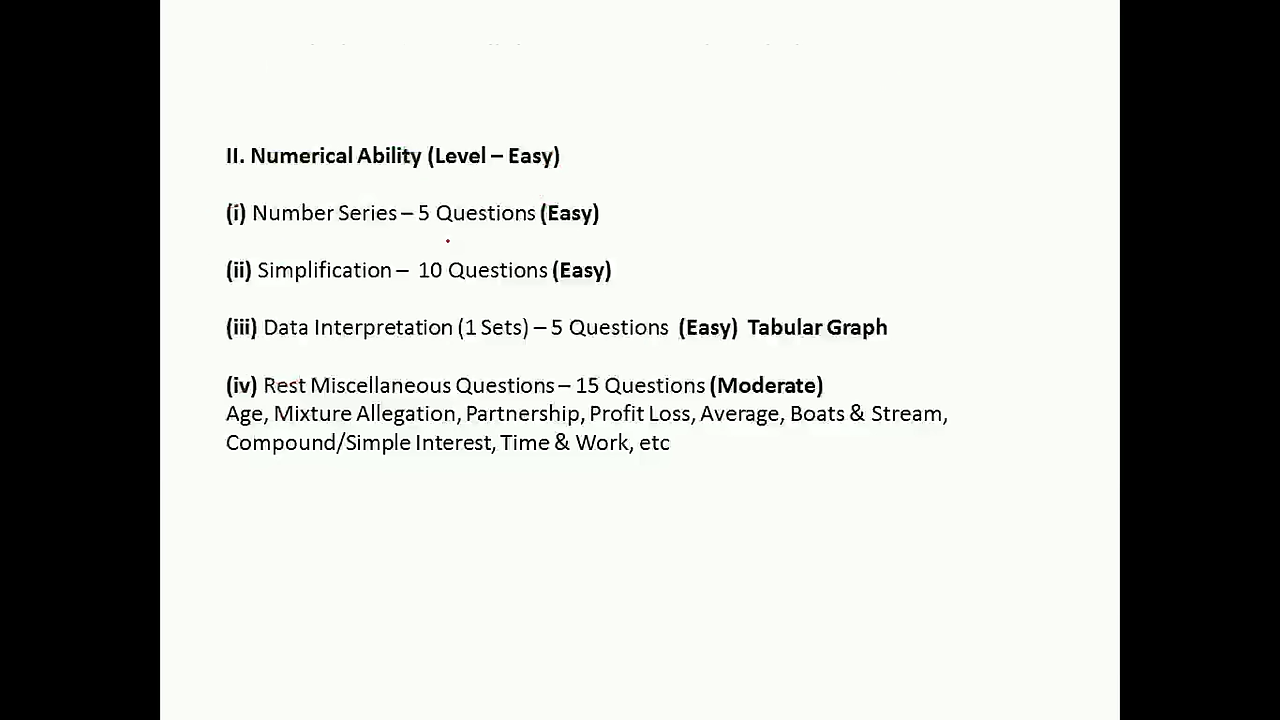 II. Numerical Ability (Level – Easy)
(i) Number Series – 5 Questions (Easy)
(ii) Simplification – 10 Questions (Easy)
(iii) Data Interpretation (1 Sets) – 5 Questions (Easy) Tabular Graph
(iv) Rest Miscellaneous Questions – 15 Questions (Moderate)
Age, Mixture Allegation, Partnership, Profit Loss, Average, Boats & Stream,
Compound/Simple Interest, Time & Work, etc